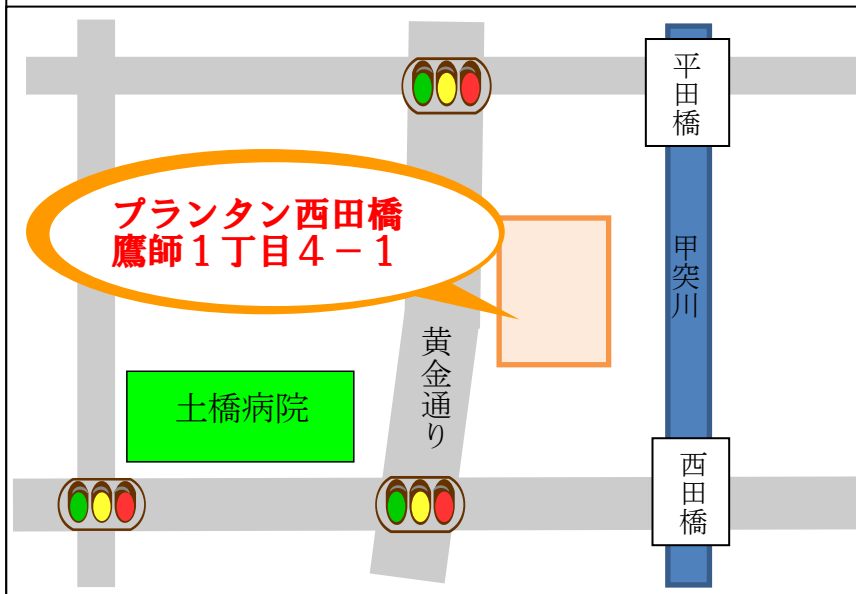 平田橋
プランタン西田橋
鷹師１丁目４－１
甲突川
黄金通り
土橋病院
西田橋